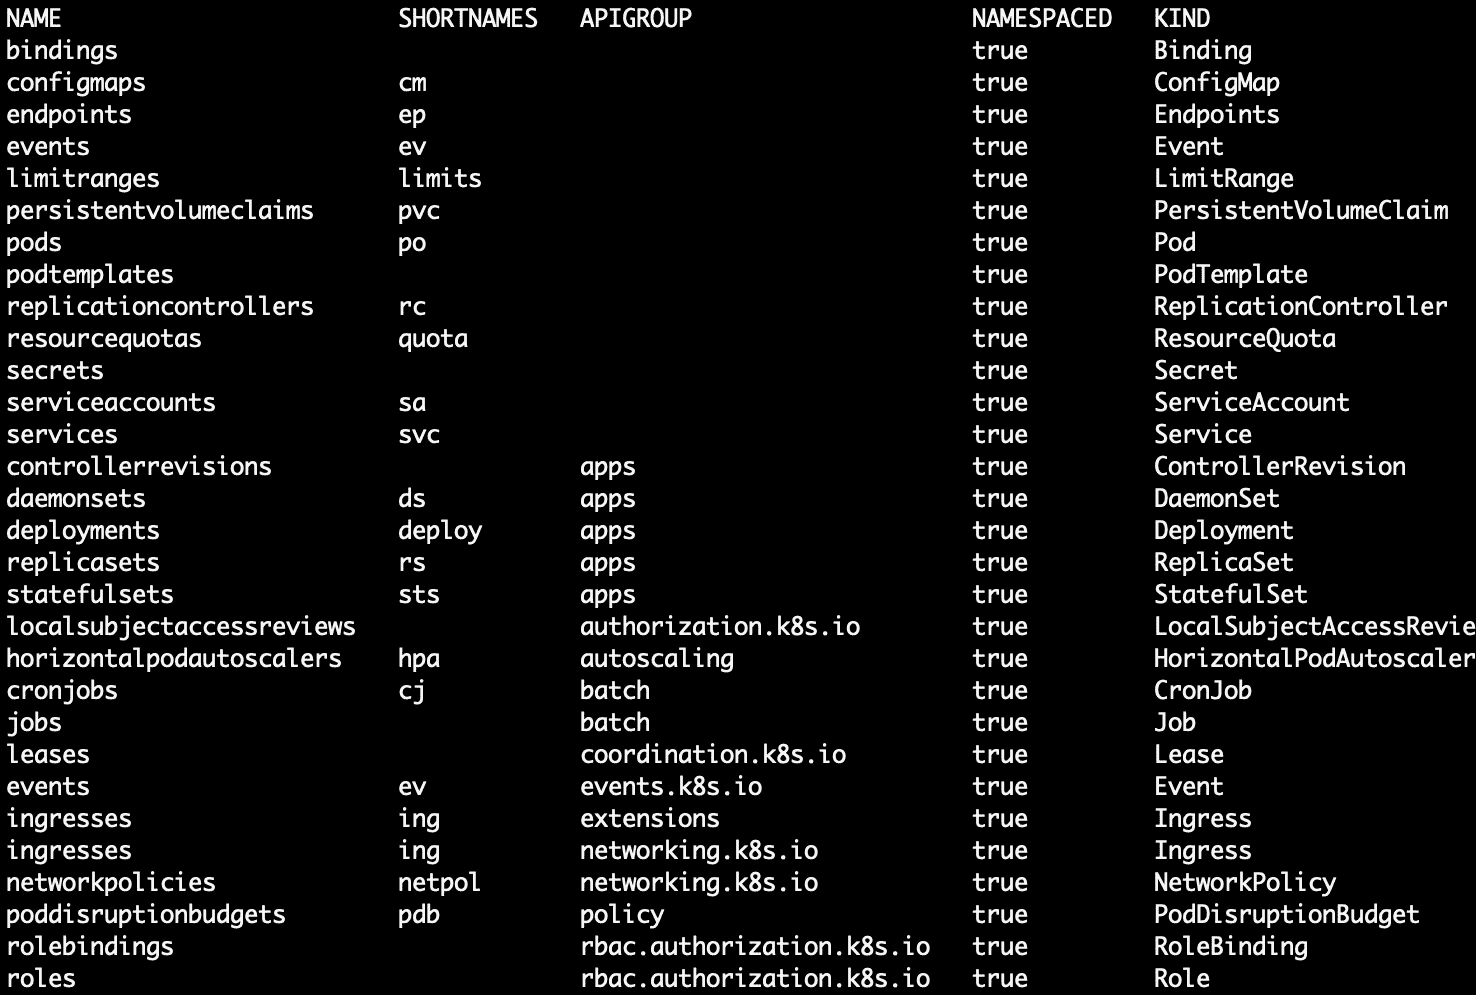 NAME SHORTNAMES APIGROUP NAMESPACED KIND
bindings true Binding
configmaps cm true ConfigMap
endpoints ep true Endpoints
events ev true Event
limitranges limits true LimitRange
persistentvolumeclaims pvc true PersistentVolumeClaim
pods po true Pod
podtemplates true PodTemplate
replicationcontrollers rc true ReplicationController
resourcequotas quota true ResourceQuota
secrets true Secret
serviceaccounts sa true ServiceAccount
services svc true Service
controllerrevisions apps true ControllerRevision
daemonsets ds apps true DaemonSet
deployments deploy apps true Deployment
replicasets rs apps true ReplicaSet
statefulsets sts apps true StatefulSet
localsubjectaccessreviews authorization.k8s.io true LocalSubjectAccessRevie
horizontalpodautoscalers hpa autoscaling true HorizontalPodAutoscaler
cronjobs cj batch true CronJob
jobs batch true Job
leases coordination.k8s.io true Lease
events ev events.k8s.io true Event
ingresses ing extensions true Ingress
ingresses ing networking.k8s.io true Ingress
networkpolicies netpol networking.k8s.io true NetworkPolicy
poddisruptionbudgets pdb policy true PodDisruptionBudget
rolebindings rbac.authorization.k8s.io true RoleBinding
roles rbac.authorization.k8s.io true Role